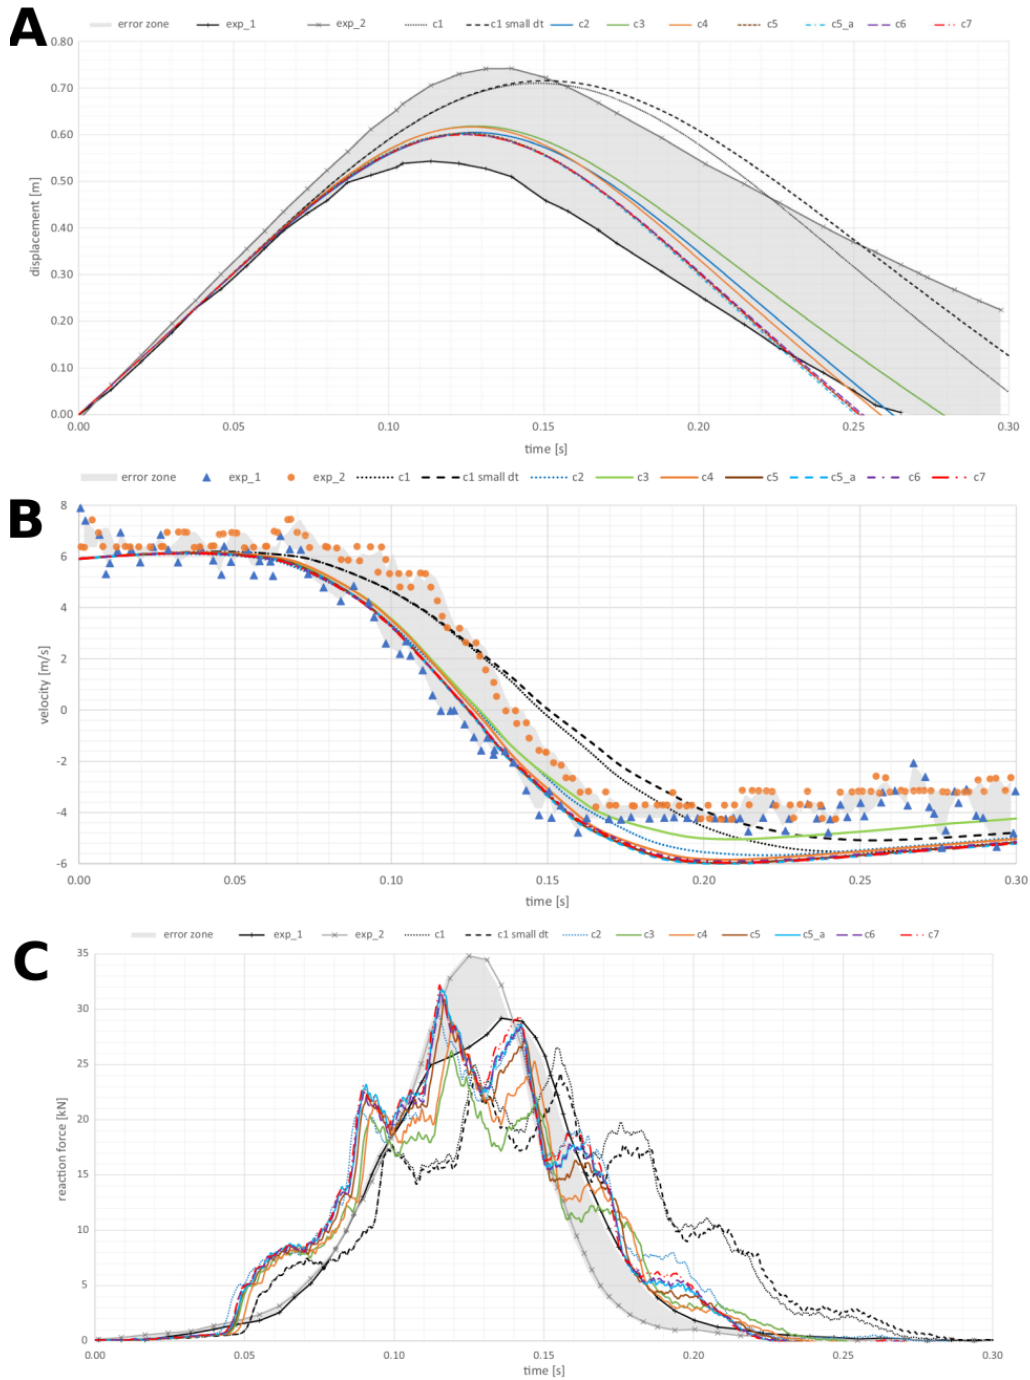 A
error zone exp_1 exp_2 c1 c1 small dt c2 c3 c4 c5 c5_a c6 c7
0.80
0.70
0.60
0.50
0.40
0.30
0.20
0.10
0.00
displacement [m]
0.00 0.05 0.10 0.15 0.20 0.25 0.30
time [s]
error zone exp_1 exp_2 c1 c1 small dt c2 c3 c4 c5 c5_a c6 c7
B
8
6
4
2
0
-2
-4
-6
velocity [m/s]
0.00 0.05 0.10 0.15 0.20 0.25 0.30
time [s]
error zone exp_1 exp_2 c1 c1 small dt c2 c3 c4 c5 c5_a c6 c7
C
35
30
25
20
15
10
5
0
reaction force [kN]
0.00 0.05 0.10 0.15 0.20 0.25 0.30
time [s]